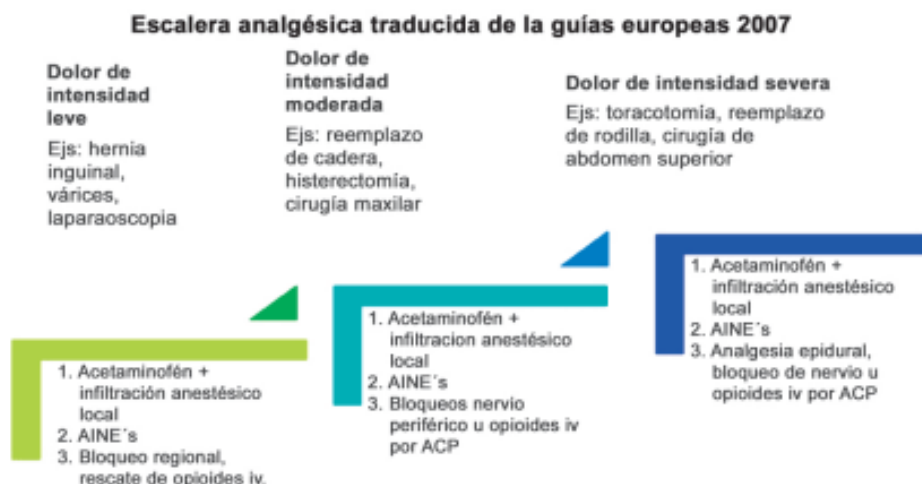 Escalera analgésica traducida de la guías europeas 2007
Dolor de
intensidad
leve
Ejs: hernia
inguinal,
várices,
laparaoscopia
Dolor de
intensidad
moderada
Ejs: reemplazo
de cadera,
histerectomía,
cirugía maxilar
Dolor de intensidad severa
Ejs: toracotomía, reemplazo
de rodilla, cirugía de
abdomen superior
1. Acetaminofén +
infiltración anestésico
local
2. AINE´s
3. Bloqueo regional,
rescate de opioides iv.
1. Acetaminofén +
infiltracion anestésico
local
2. AINE´s
3. Bloqueos nervio
periférico u opioides iv
por ACP
1. Acetaminofén +
infiltración anestésico
local
2. AINE´s
3. Analgesia epidural,
bloqueo de nervio u
opioides iv por ACP